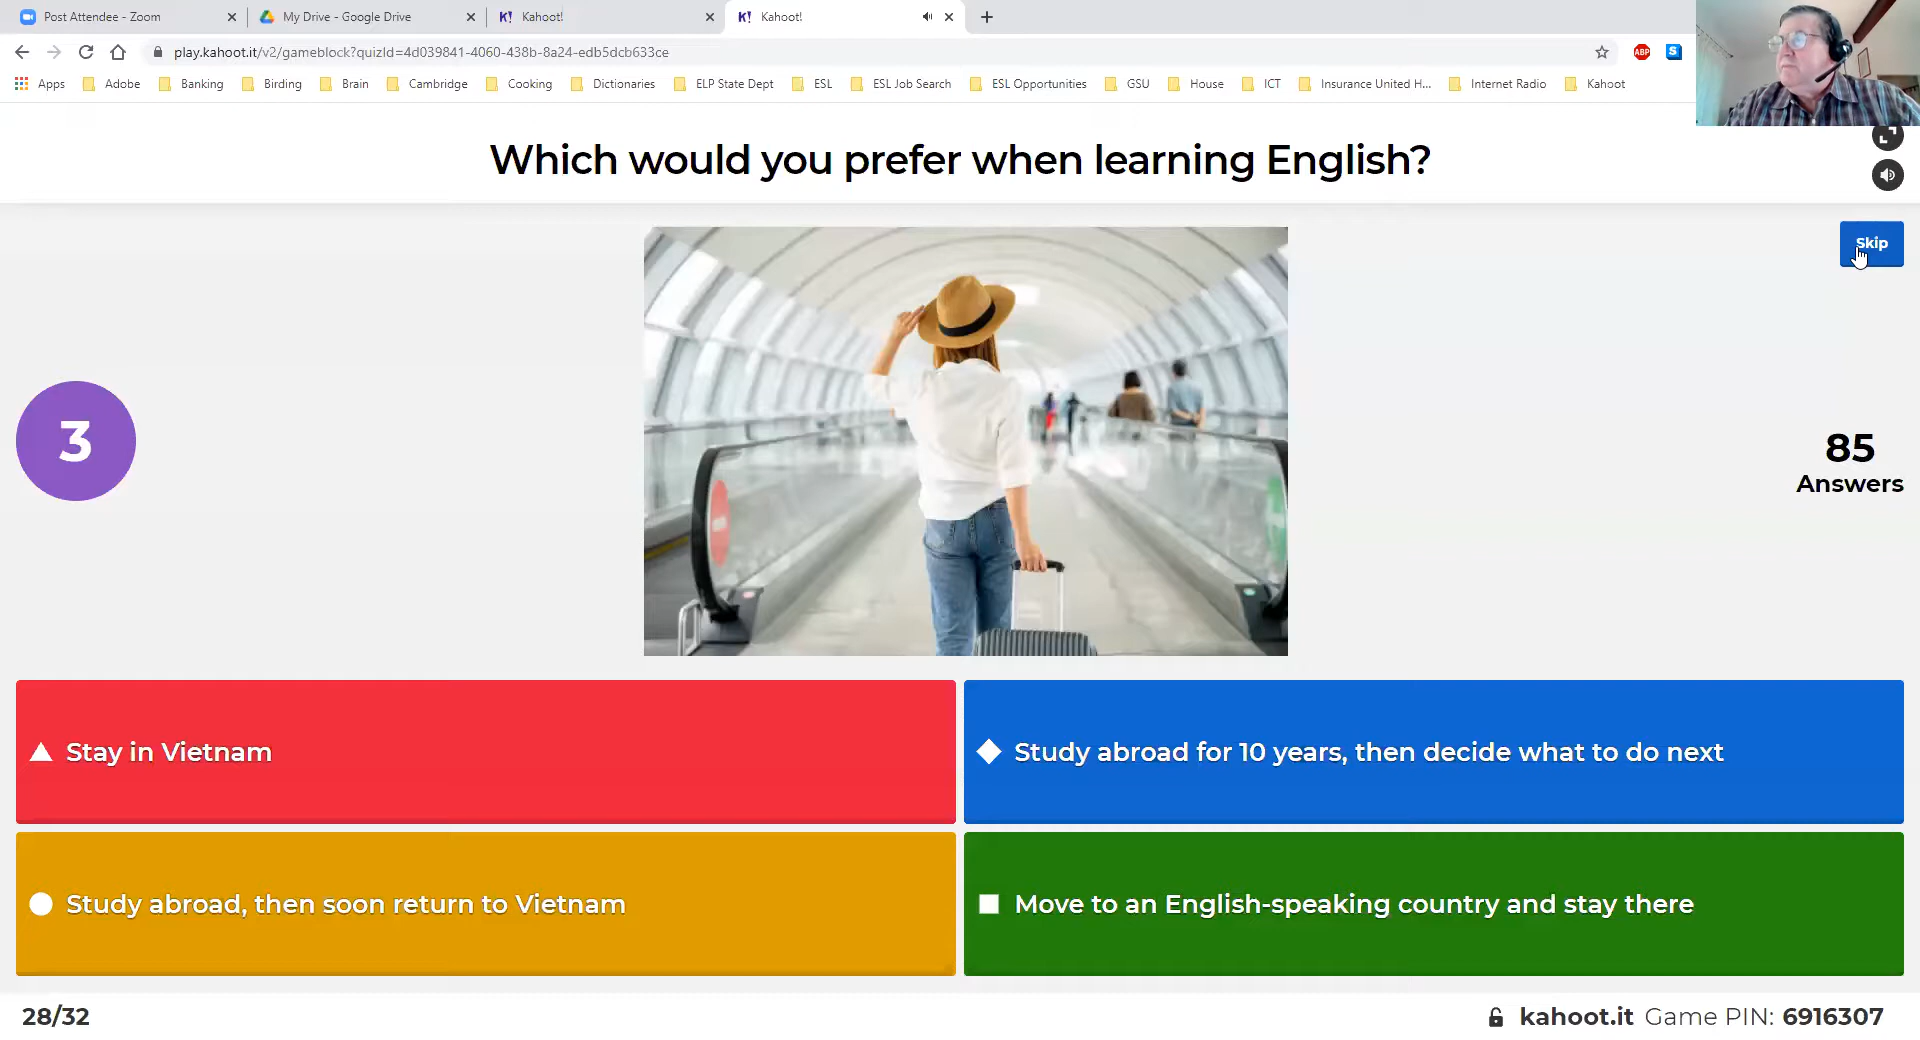 Post Attendee - Zoom
My Drive - Google Drive
K! Kahoot!
K! Kahoot!
play.kahoot.it/v2/gameblock?quizId=4d039841-4060-438b-8a24-edb5dcb633ce
ABP
S
Apps Adobe Banking Birding Brain Cambridge Cooking Dictionaries ELP State Dept ESL ESL Job Search ESL Opportunities GSU House ICT Insurance United H... Internet Radio Kahoot
Which would you prefer when learning English?
Skip
3
85
Answers
Stay in Vietnam
Study abroad for 10 years, then decide what to do next
Study abroad, then soon return to Vietnam
Move to an English-speaking country and stay there
28/32
kahoot.it Game PIN: 6916307